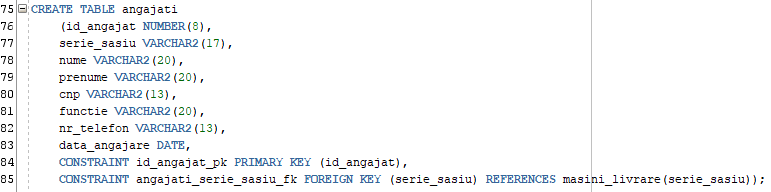 75 CREATE TABLE angajati
76 (id_angajat NUMBER(8),
77 serie_sasiu VARCHAR2(17),
78 nume VARCHAR2(20),
79 prenume VARCHAR2(20),
80 cnp VARCHAR2(13),
81 functie VARCHAR2(20),
82 nr_telefon VARCHAR2(13),
83 data_angajare DATE,
84 CONSTRAINT id_angajat_pk PRIMARY KEY (id_angajat),
85 CONSTRAINT angajati_serie_sasiu_fk FOREIGN KEY (serie_sasiu) REFERENCES masini_livrare(serie_sasiu));